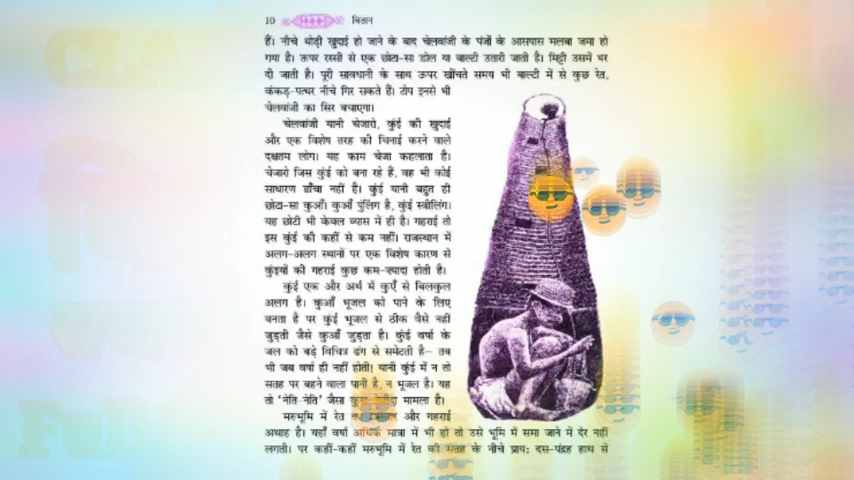 10 वितान
हैं। नीचे थोड़ी खुदाई हो जाने के बाद चेलवांजी के पंजों के आसपास मलबा जमा हो
गया है। ऊपर रस्सी से एक छोटा-सा डोल या बाल्टी उतारी जाती है। मिट्टी उसमें भर
दी जाती है। पूरी सावधानी के साथ ऊपर खींचते समय भी बाल्टी में से कुछ रेत,
कंकड़-पत्थर नीचे गिर सकते हैं। टोप इनसे भी
चेलवांजी का सिर बचाएगा।
चेलवांजी यानी चेजारो, कुंई की खुदाई
और एक विशेष तरह की चिनाई करने वाले
दक्षतम लोग। यह काम चेजा कहलाता है।
चेजारो जिस कुंई को बना रहे हैं, वह भी कोई
साधारण ढाँचा नहीं है। कुंई यानी बहुत ही
छोटा-सा कुआँ। कुआँ पुंलिंग है, कुंई स्त्रीलिंग।
यह छोटी भी केवल व्यास में ही है। गहराई तो
इस कुंई की कहीं से कम नहीं। राजस्थान में
अलग-अलग स्थानों पर एक विशेष कारण से
कुंइयों की गहराई कुछ कम-ज़्यादा होती है।
कुंई एक और अर्थ में कुएँ से बिलकुल
अलग है। कुआँ भूजल को पाने के लिए
बनता है पर कुंई भूजल से ठीक वैसे नहीं
जुड़ती जैसे कुआँ जुड़ता है। कुंई वर्षा के
जल को बड़े विचित्र ढंग से समेटती है– तब
भी जब वर्षा ही नहीं होती! यानी कुंई में न तो
सतह पर बहने वाला पानी है, न भूजल है। यह
तो 'नेति-नेति' जैसा कुछ पेचीदा मामला है।
मरुभूमि में रेत का विस्तार और गहराई
अथाह है। यहाँ वर्षा अधिक मात्रा में भी हो तो उसे भूमि में समा जाने में देर नहीं
लगती। पर कहीं-कहीं मरुभूमि में रेत की सतह के नीचे प्राय: दस-पंद्रह हाथ से